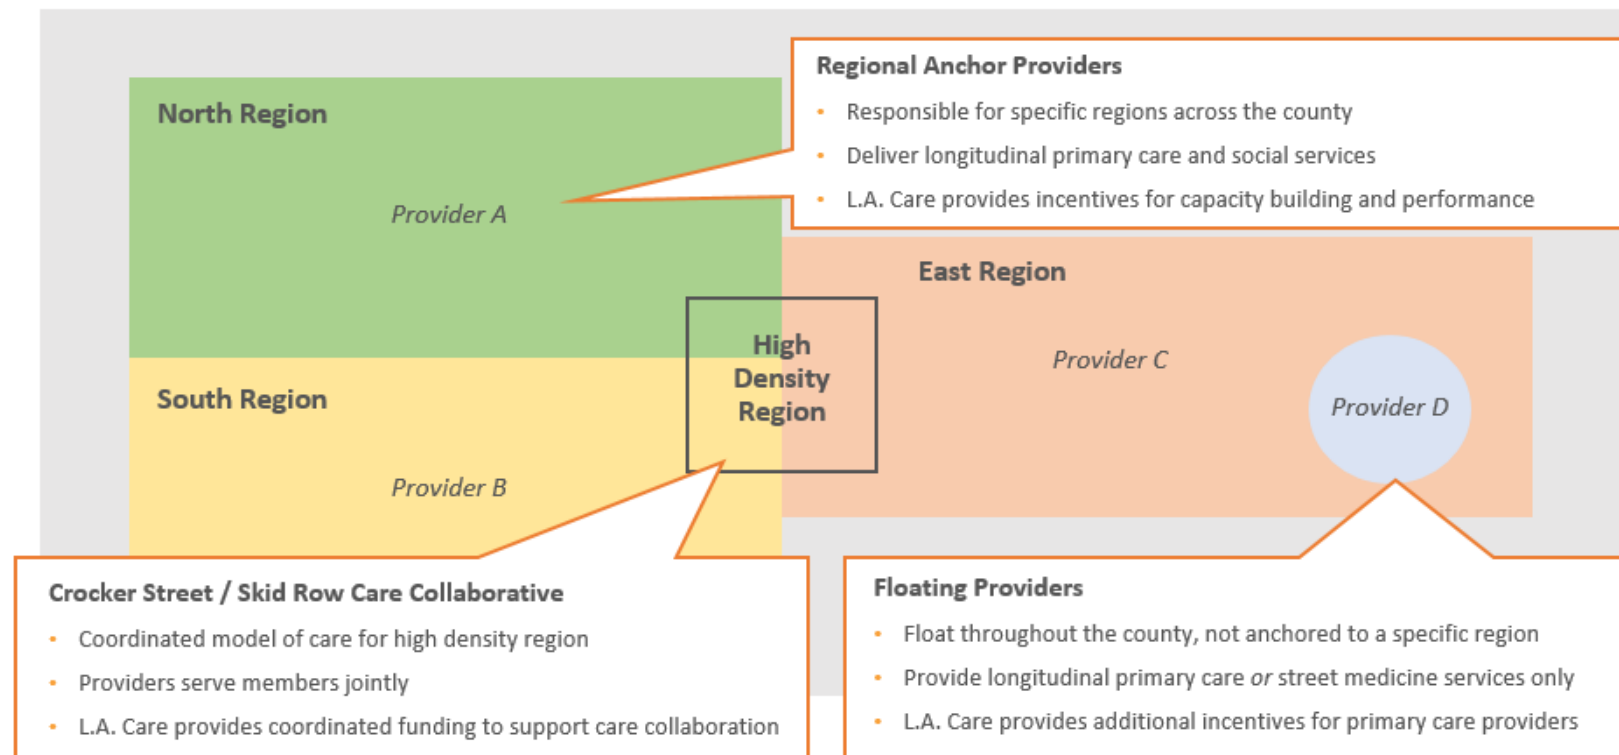 Regional Anchor Providers
• Responsible for specific regions across the county
• Deliver longitudinal primary care and social services
• L.A. Care provides incentives for capacity building and performance
North Region
Provider A
East Region
Provider C
Provider D
High
Density
Region
South Region
Provider B
Crocker Street / Skid Row Care Collaborative
• Coordinated model of care for high density region
• Providers serve members jointly
• L.A. Care provides coordinated funding to support care collaboration
Floating Providers
• Float throughout the county, not anchored to a specific region
• Provide longitudinal primary care or street medicine services only
• L.A. Care provides additional incentives for primary care providers